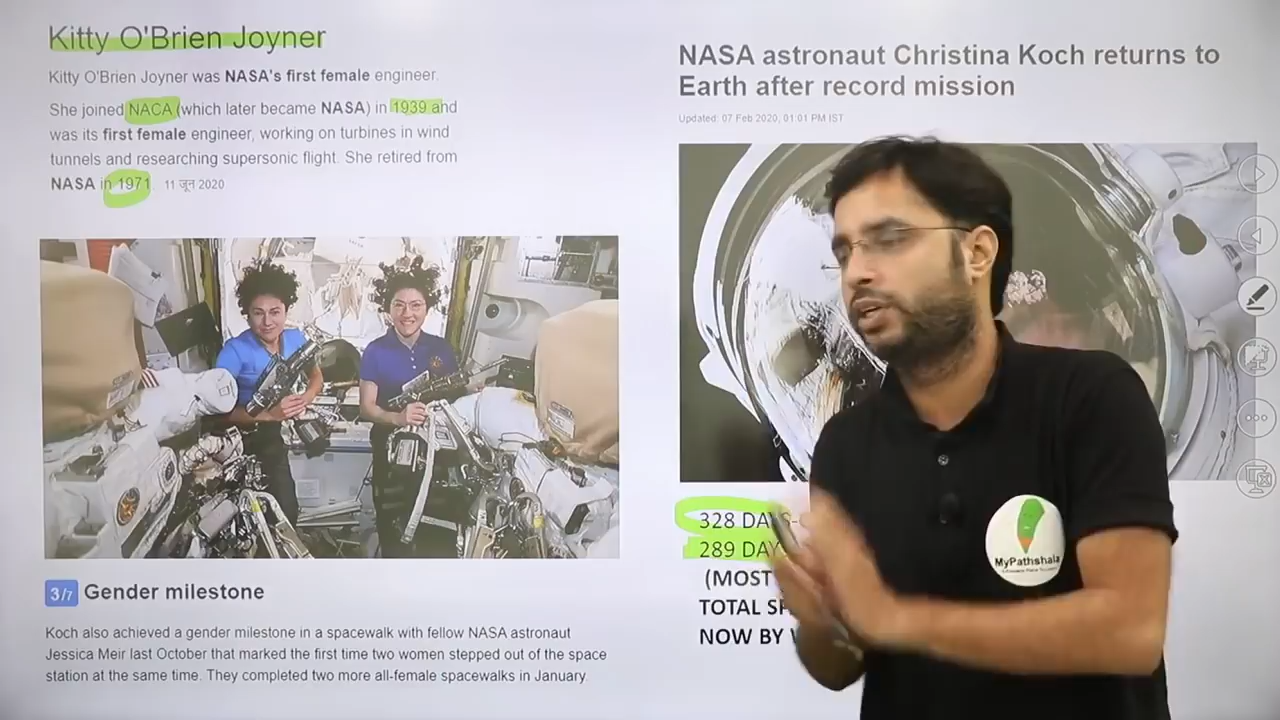 Kitty O'Brien Joyner
Kitty O'Brien Joyner was NASA's first female engineer.
She joined NACA (which later became NASA) in 1939 and
was its first female engineer, working on turbines in wind
tunnels and researching supersonic flight. She retired from
NASA in 1971. 11 जून 2020
3/7 Gender milestone
Koch also achieved a gender milestone in a spacewalk with fellow NASA astronaut
Jessica Meir last October that marked the first time two women stepped out of the space
station at the same time. They completed two more all-female spacewalks in January.
NASA astronaut Christina Koch returns to
Earth after record mission
Updated: 07 Feb 2020, 01:01 PM IST
328 DAYS-
289 DAY
(MOST
TOTAL SP
NOW BY W
MyPathshala